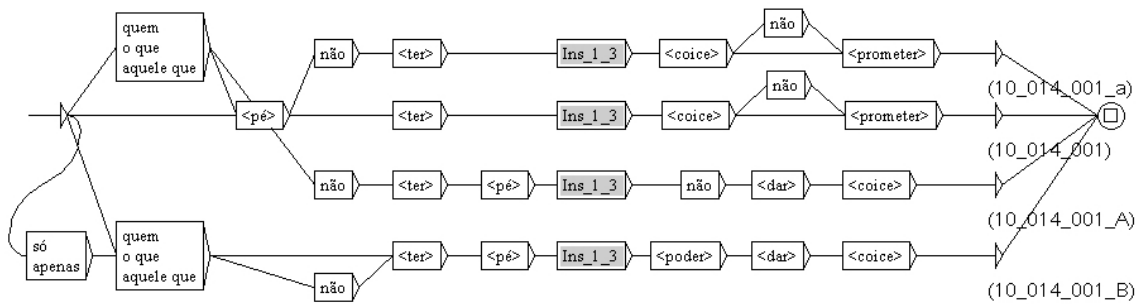 quem
o que
aquele que
não
<pé>
não
<ter>
Ins_1_3
<coice>
não
<prometer>
(10_014_001_a)
<ter>
Ins_1_3
<coice>
não
<prometer>
(10_014_001)
não
<ter>
<pé>
Ins_1_3
não
<dar>
<coice>
(10_014_001_A)
só
apenas
quem
o que
aquele que
não
<ter>
<pé>
Ins_1_3
<poder>
<dar>
<coice>
(10_014_001_B)